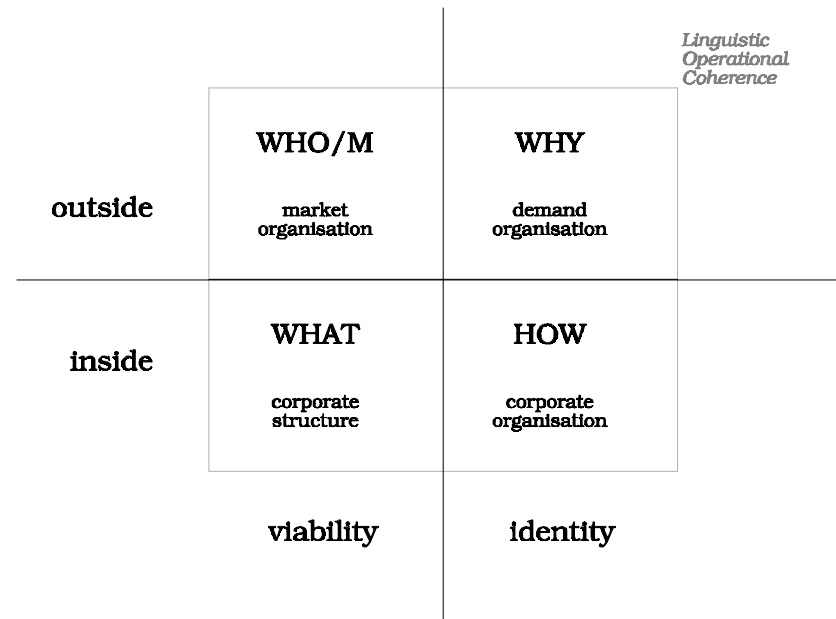 Linguistic
Operational
Coherence
WHO/M
WHY
outside
market
organisation
demand
organisation
WHAT
HOW
inside
corporate
structure
corporate
organisation
viability
identity